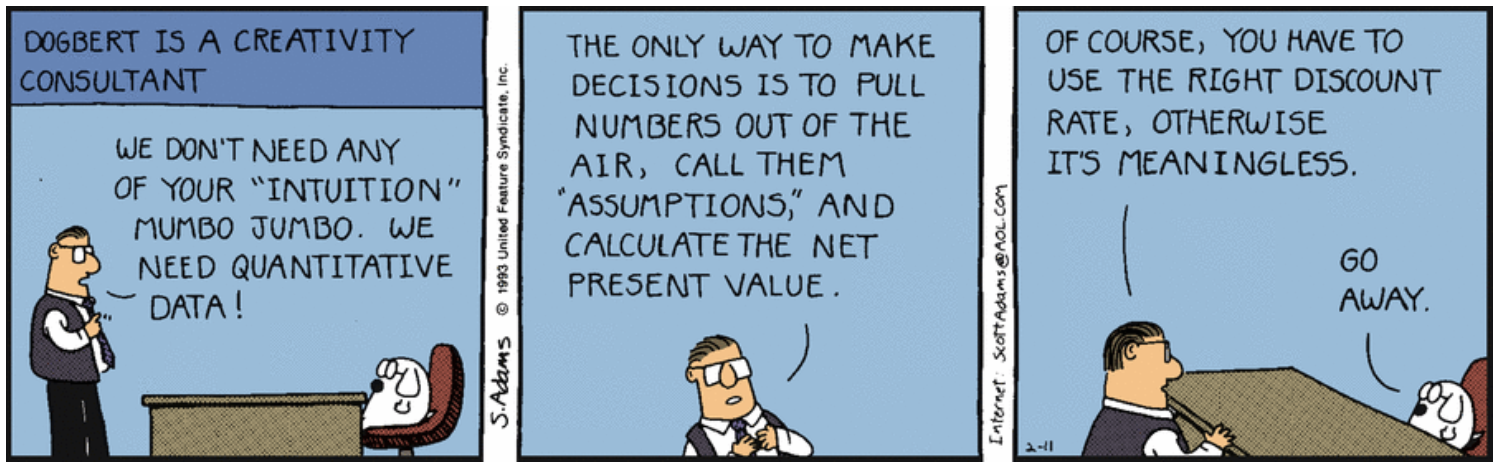 DOGBERT IS A CREATIVITY
CONSULTANT
WE DON'T NEED ANY
OF YOUR "INTUITION"
MUMBO JUMBO. WE
NEED QUANTITATIVE
DATA!
S. Adams © 1993 United Feature Syndicate, Inc.
THE ONLY WAY TO MAKE
DECISIONS IS TO PULL
NUMBERS OUT OF THE
AIR, CALL THEM
"ASSUMPTIONS," AND
CALCULATE THE NET
PRESENT VALUE.
Internet: ScottAdams@AOL.COM
OF COURSE, YOU HAVE TO
USE THE RIGHT DISCOUNT
RATE, OTHERWISE
IT'S MEANINGLESS.
GO
AWAY.
2-11